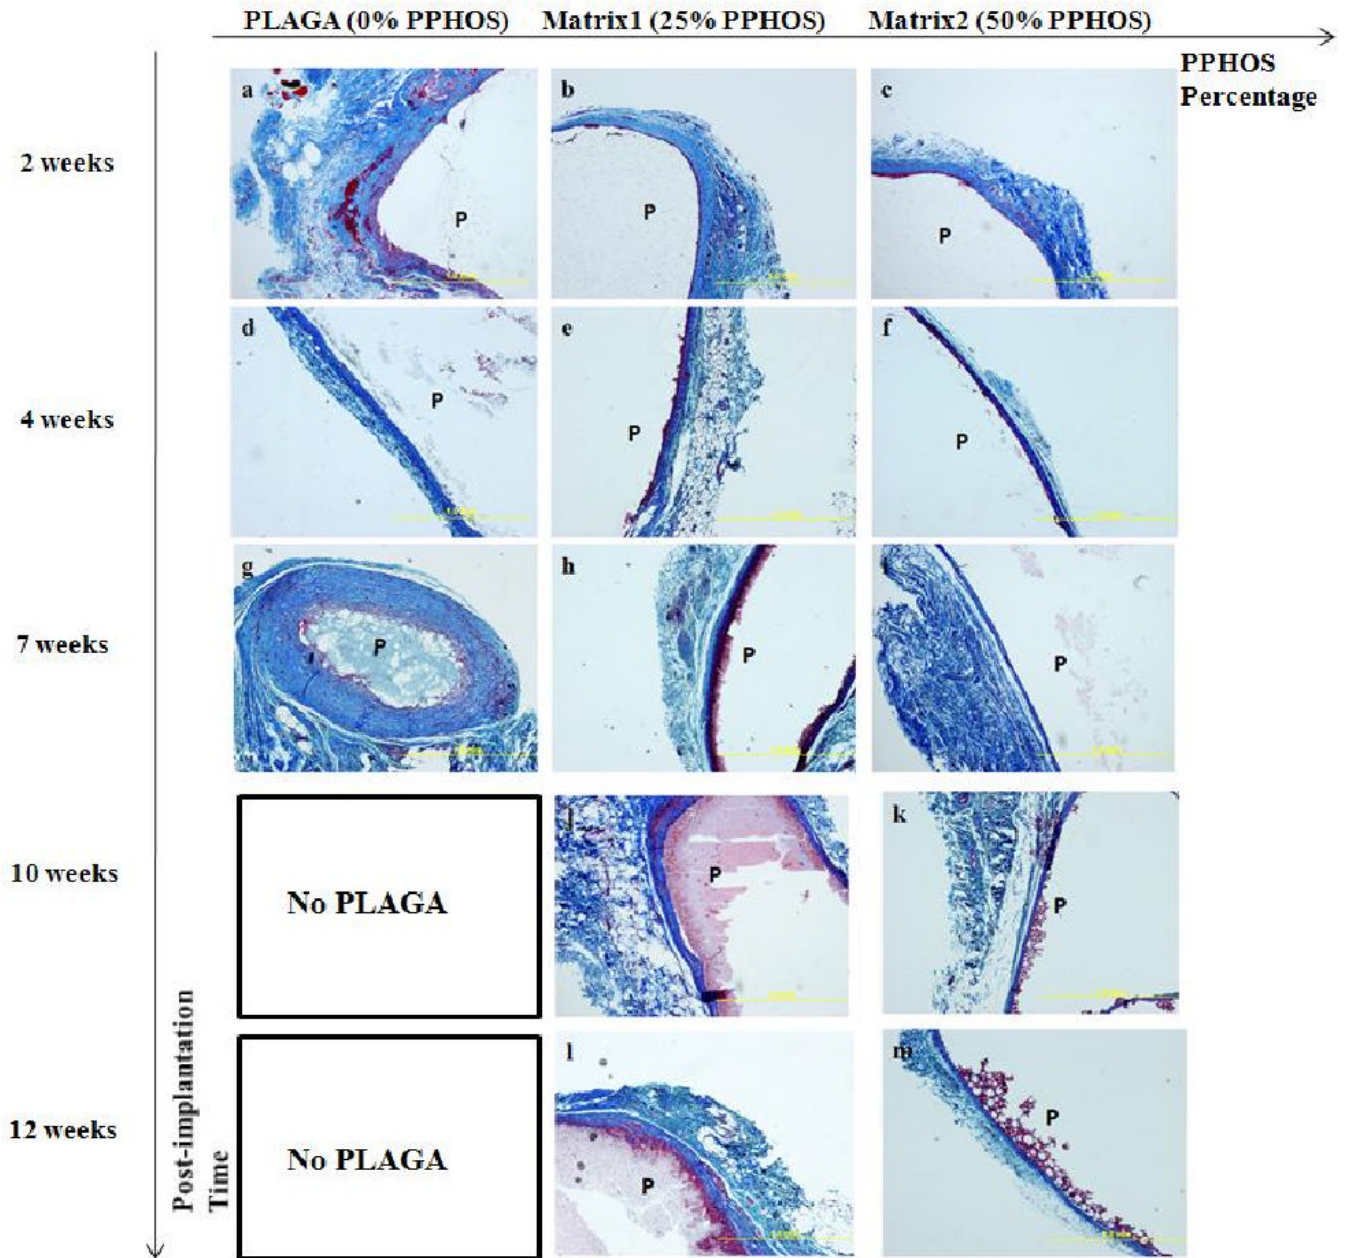 PLAGA (0% PPHOS) Matrix1 (25% PPHOS) Matrix2 (50% PPHOS)
PPHOS
Percentage
2 weeks
a
P
b
P
c
P
4 weeks
d
P
e
P
f
P
7 weeks
g
P
h
P
i
P
10 weeks
No PLAGA
j
P
k
P
12 weeks
No PLAGA
l
P
m
P
Post-implantation
Time